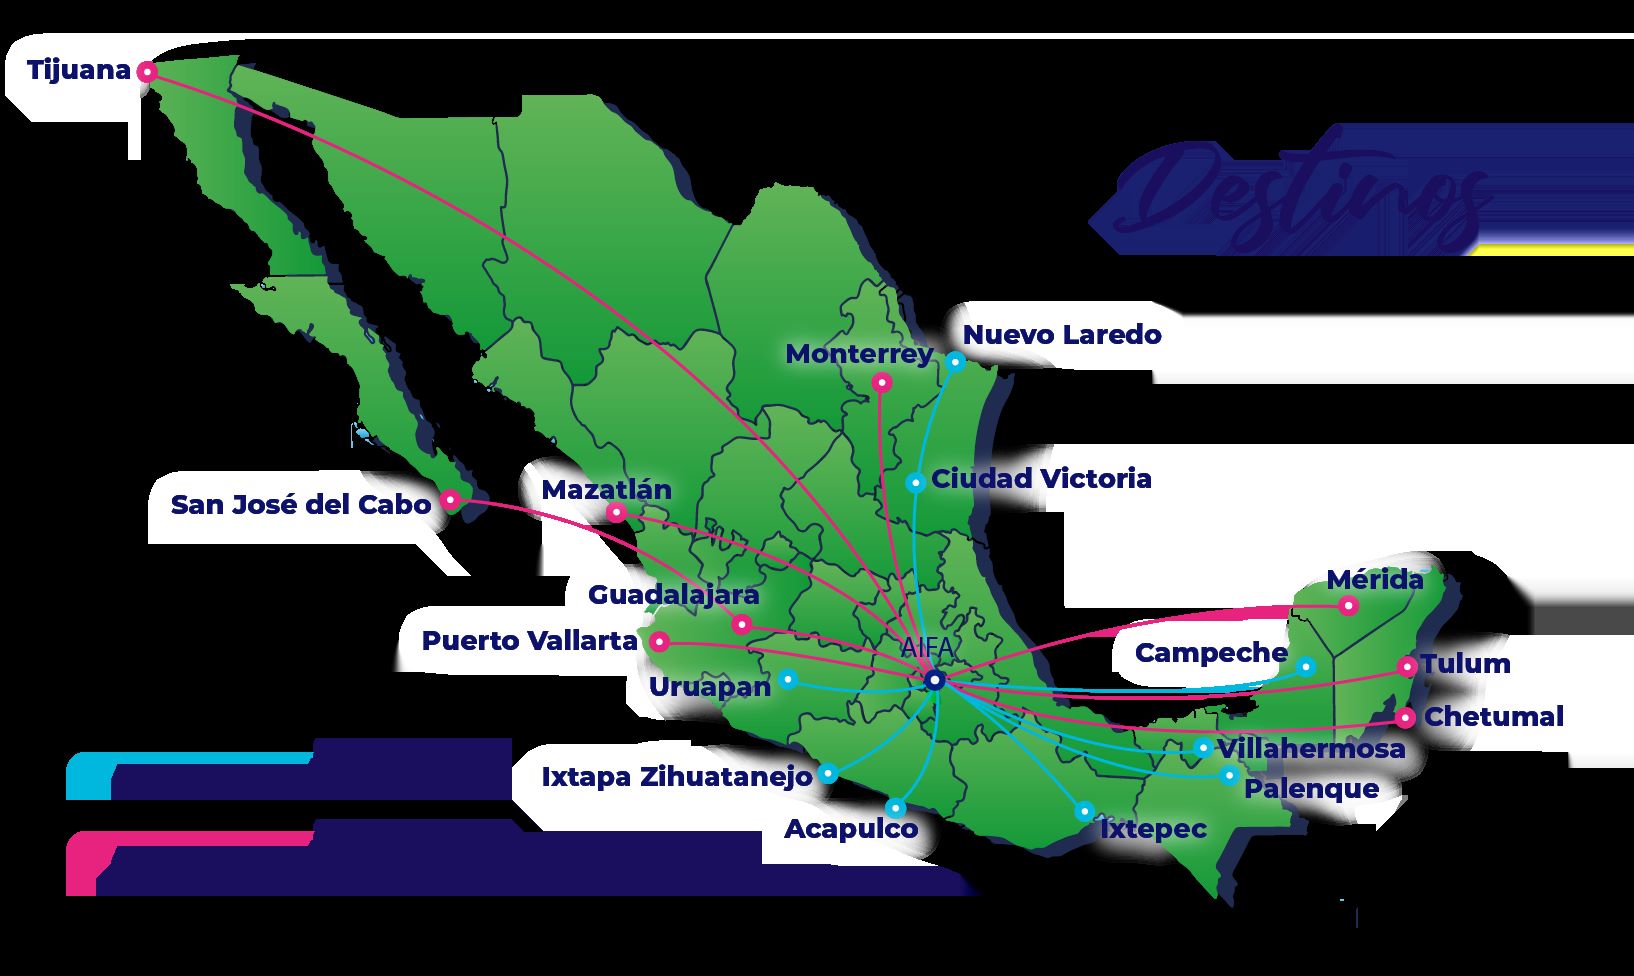 Tijuana
Destinos
Nuevo Laredo
Monterrey
Ciudad Victoria
Mazatlán
San José del Cabo
Mérida
Guadalajara
Puerto Vallarta
AIFA
Campeche
Tulum
Uruapan
Chetumal
Villahermosa
Ixtapa Zihuatanejo
Palenque
Acapulco
Ixtepec